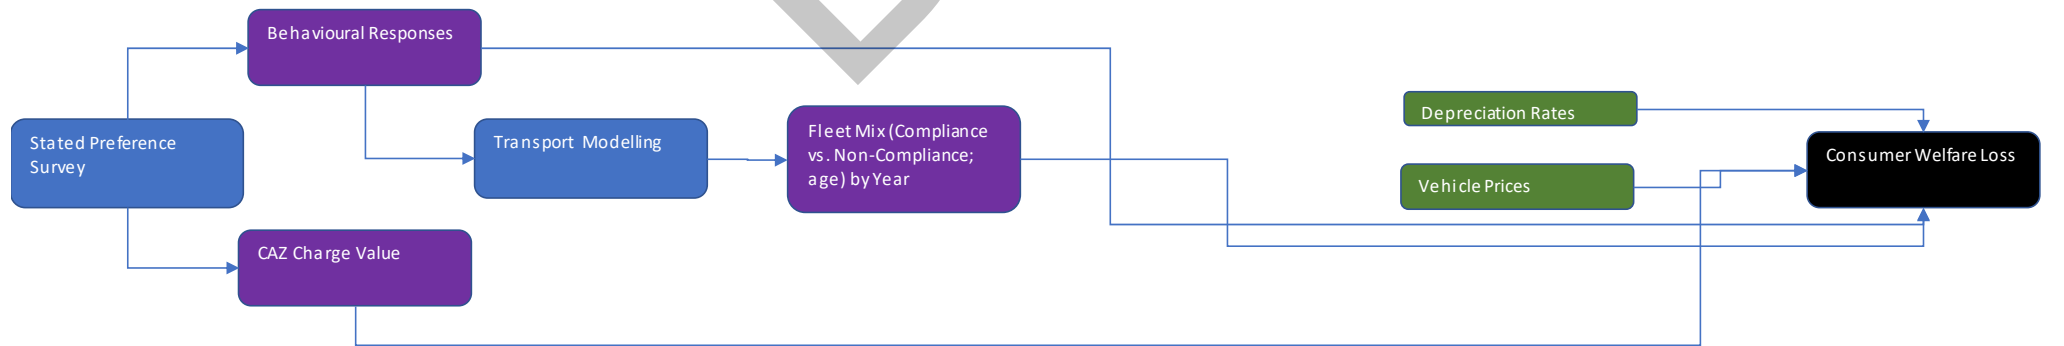 Behavioural Responses
Stated Preference
Survey
Transport Modelling
Fleet Mix (Compliance
vs. Non-Compliance;
age) by Year
CAZ Charge Value
Depreciation Rates
Vehicle Prices
Consumer Welfare Loss